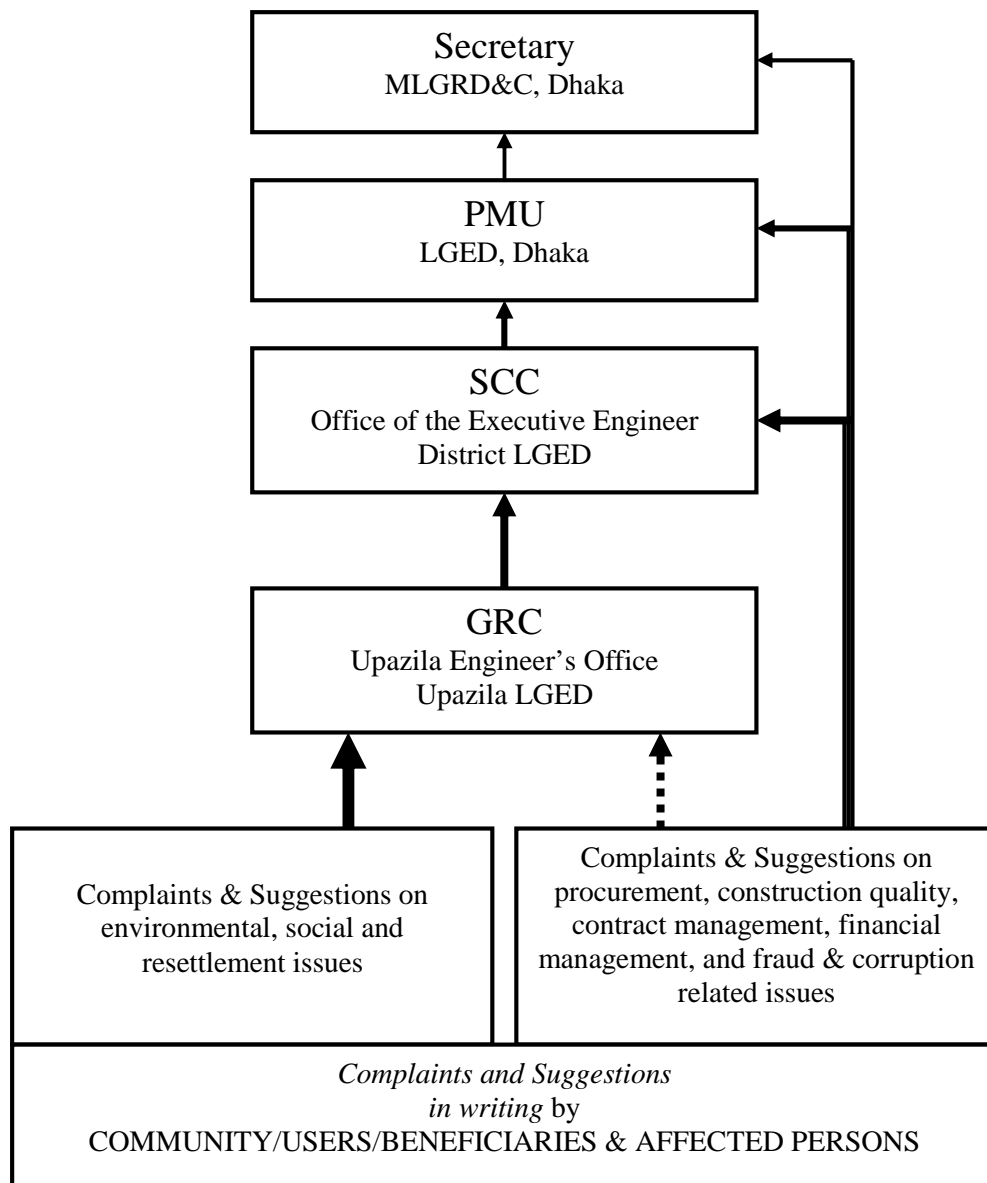 Secretary
MLGRD&C, Dhaka
PMU
LGED, Dhaka
SCC
Office of the Executive Engineer
District LGED
GRC
Upazila Engineer’s Office
Upazila LGED
Complaints & Suggestions on
environmental, social and
resettlement issues
Complaints & Suggestions on
procurement, construction quality,
contract management, financial
management, and fraud & corruption
related issues
Complaints and Suggestions
in writing by
COMMUNITY/USERS/BENEFICIARIES & AFFECTED PERSONS